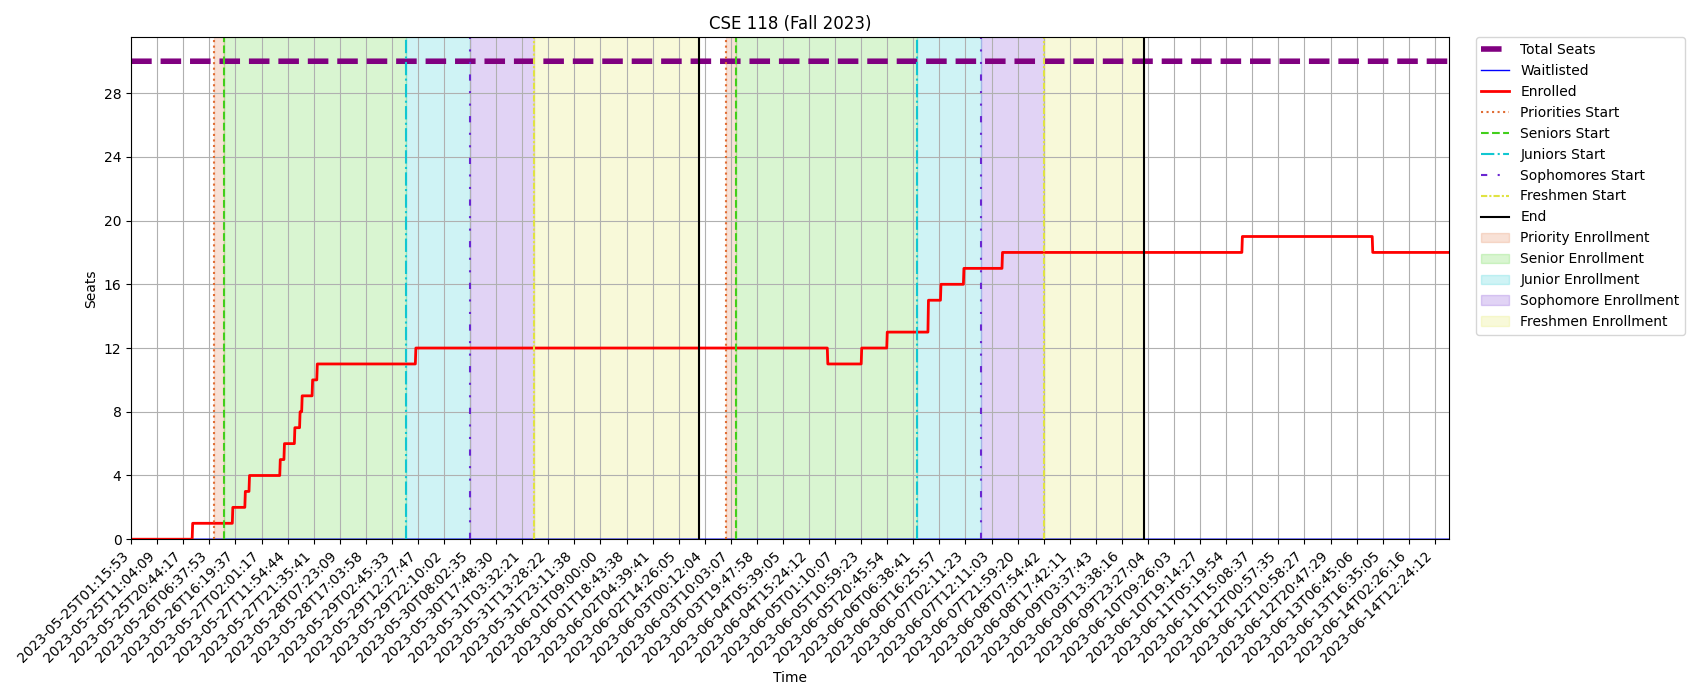 CSE 118 (Fall 2023)
Seats
28
24
20
16
12
8
4
0
2023-05-25T01:15:53
2023-05-25T11:04:09
2023-05-25T20:44:17
2023-05-26T06:37:53
2023-05-26T16:19:37
2023-05-27T02:01:17
2023-05-27T11:54:44
2023-05-27T21:35:41
2023-05-28T07:23:09
2023-05-28T17:03:58
2023-05-29T02:45:33
2023-05-29T12:27:47
2023-05-29T22:10:02
2023-05-30T08:02:35
2023-05-30T17:48:30
2023-05-31T03:32:21
2023-05-31T13:28:22
2023-05-31T23:11:38
2023-06-01T09:00:00
2023-06-01T18:43:38
2023-06-02T04:39:41
2023-06-02T14:26:05
2023-06-03T00:12:04
2023-06-03T10:03:07
2023-06-03T19:47:58
2023-06-04T05:39:05
2023-06-04T15:24:12
2023-06-05T01:10:07
2023-06-05T10:59:23
2023-06-05T20:45:54
2023-06-06T06:38:41
2023-06-06T16:25:57
2023-06-07T02:11:23
2023-06-07T12:11:03
2023-06-07T21:59:20
2023-06-08T07:54:42
2023-06-08T17:42:11
2023-06-09T03:37:43
2023-06-09T13:38:16
2023-06-09T23:27:04
2023-06-10T09:26:03
2023-06-10T19:14:27
2023-06-11T05:19:54
2023-06-11T15:08:37
2023-06-12T00:57:35
2023-06-12T10:58:27
2023-06-12T20:47:29
2023-06-13T06:45:06
2023-06-13T16:35:05
2023-06-14T02:26:16
2023-06-14T12:24:12
Time
Total Seats
Waitlisted
Enrolled
Priorities Start
Seniors Start
Juniors Start
Sophomores Start
Freshmen Start
End
Priority Enrollment
Senior Enrollment
Junior Enrollment
Sophomore Enrollment
Freshmen Enrollment